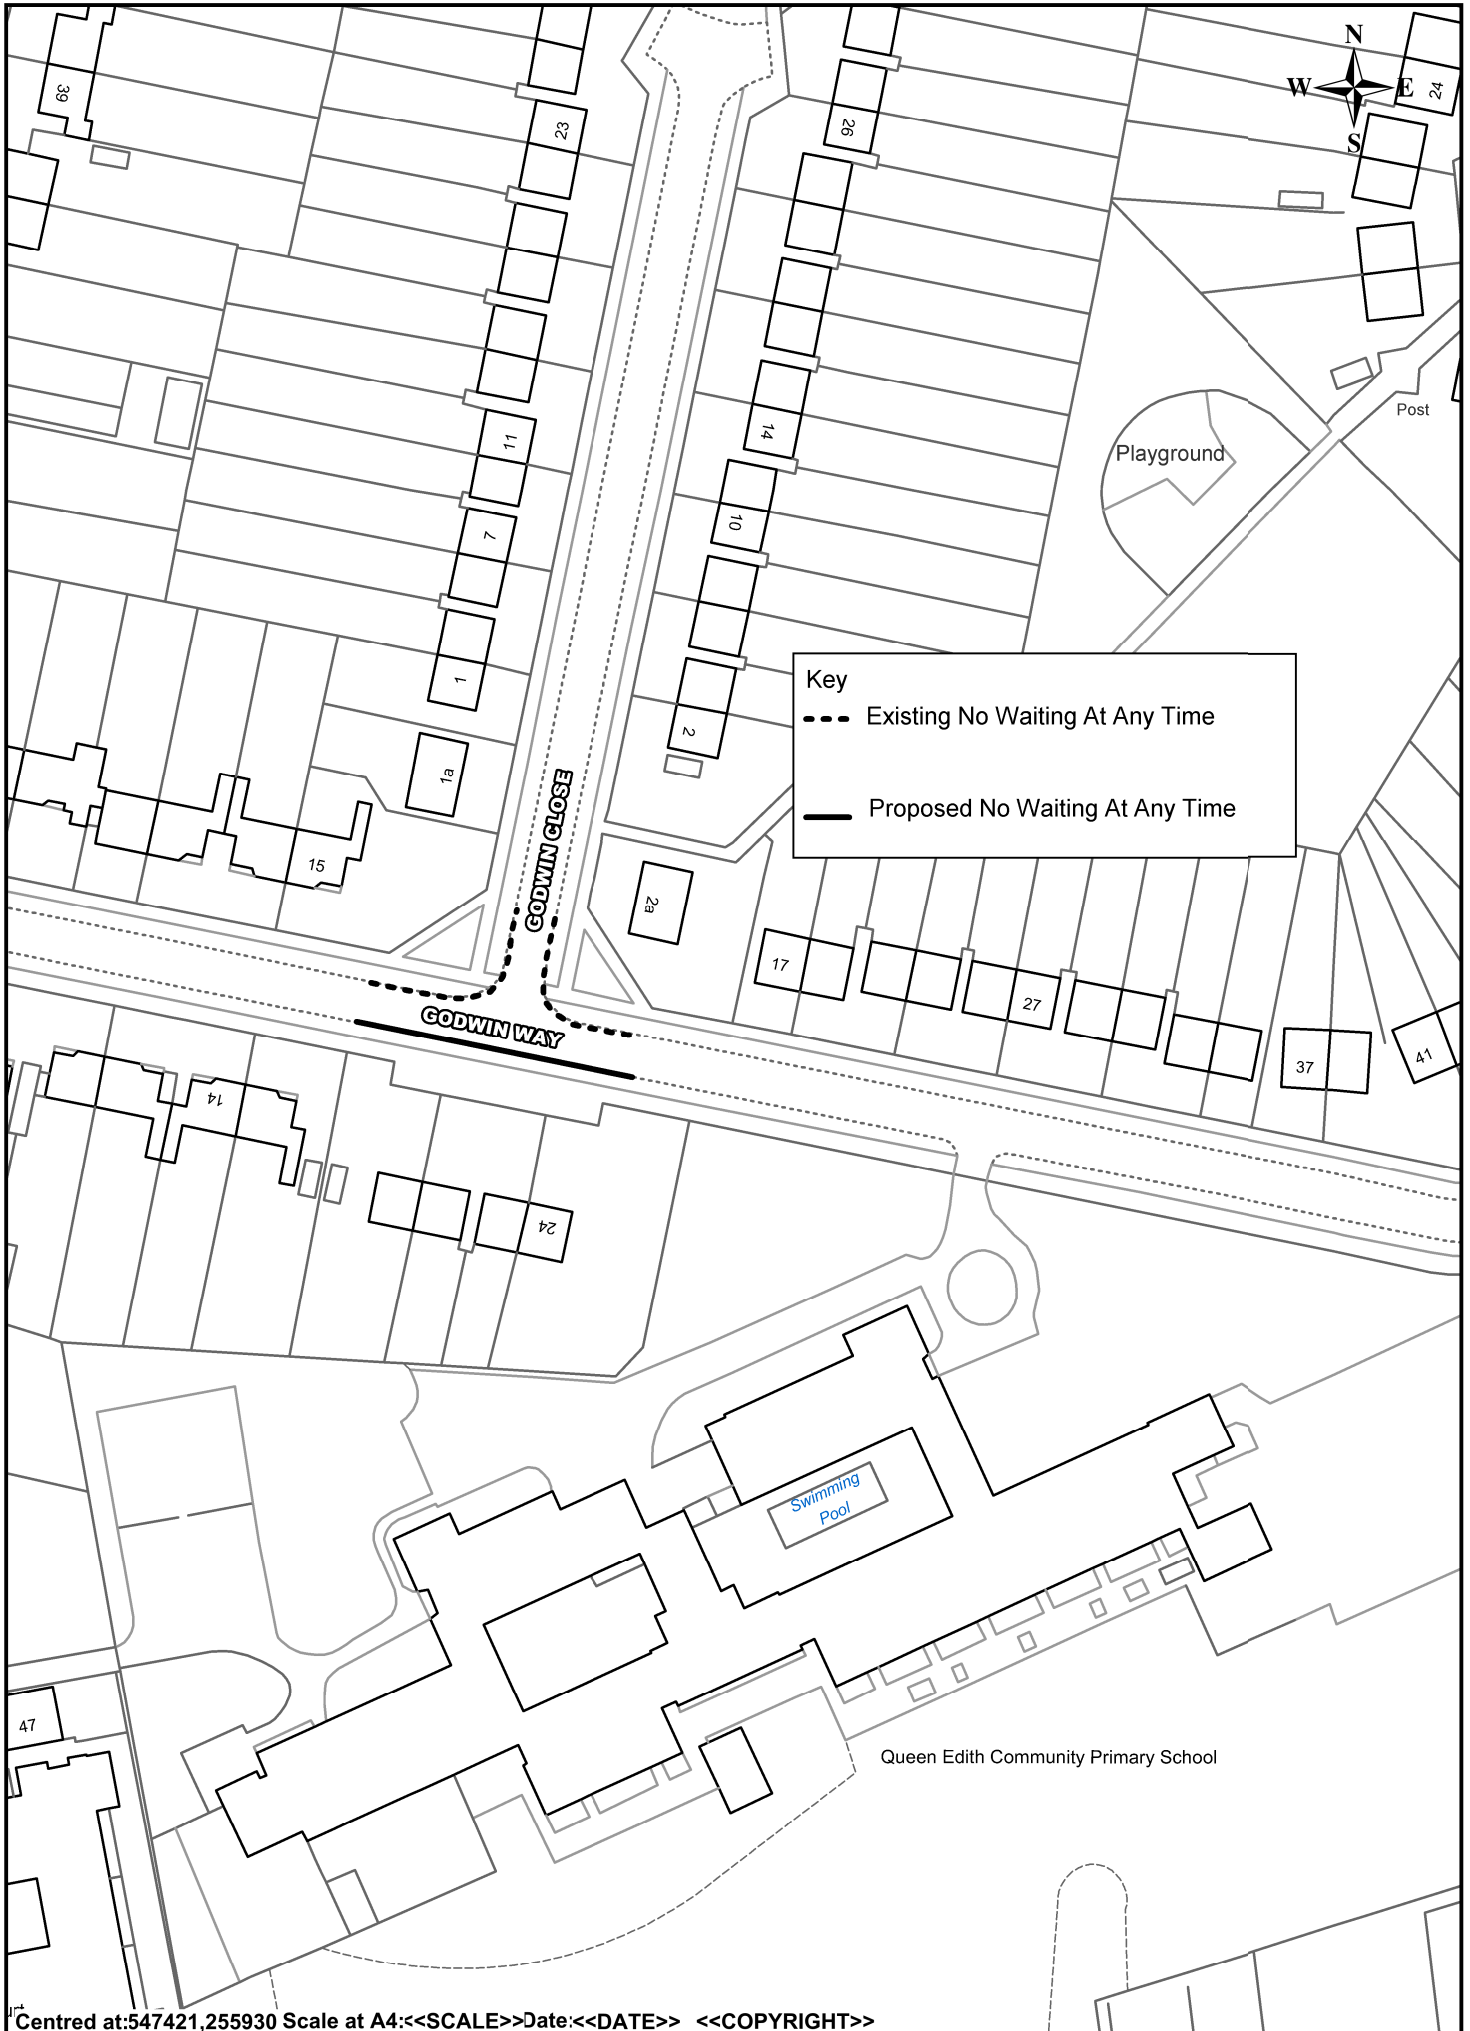 N
W E
S
39
23
26
24
11
14
Playground
Post
7
10
1
2
Key
Existing No Waiting At Any Time
Proposed No Waiting At Any Time
1a
GODWIN CLOSE
15
2a
17
27
GODWIN WAY
37
41
14
24
Swimming
Pool
47
Queen Edith Community Primary School
urt
Centred at:547421,255930 Scale at A4:<<SCALE>>Date:<<DATE>> <<COPYRIGHT>>